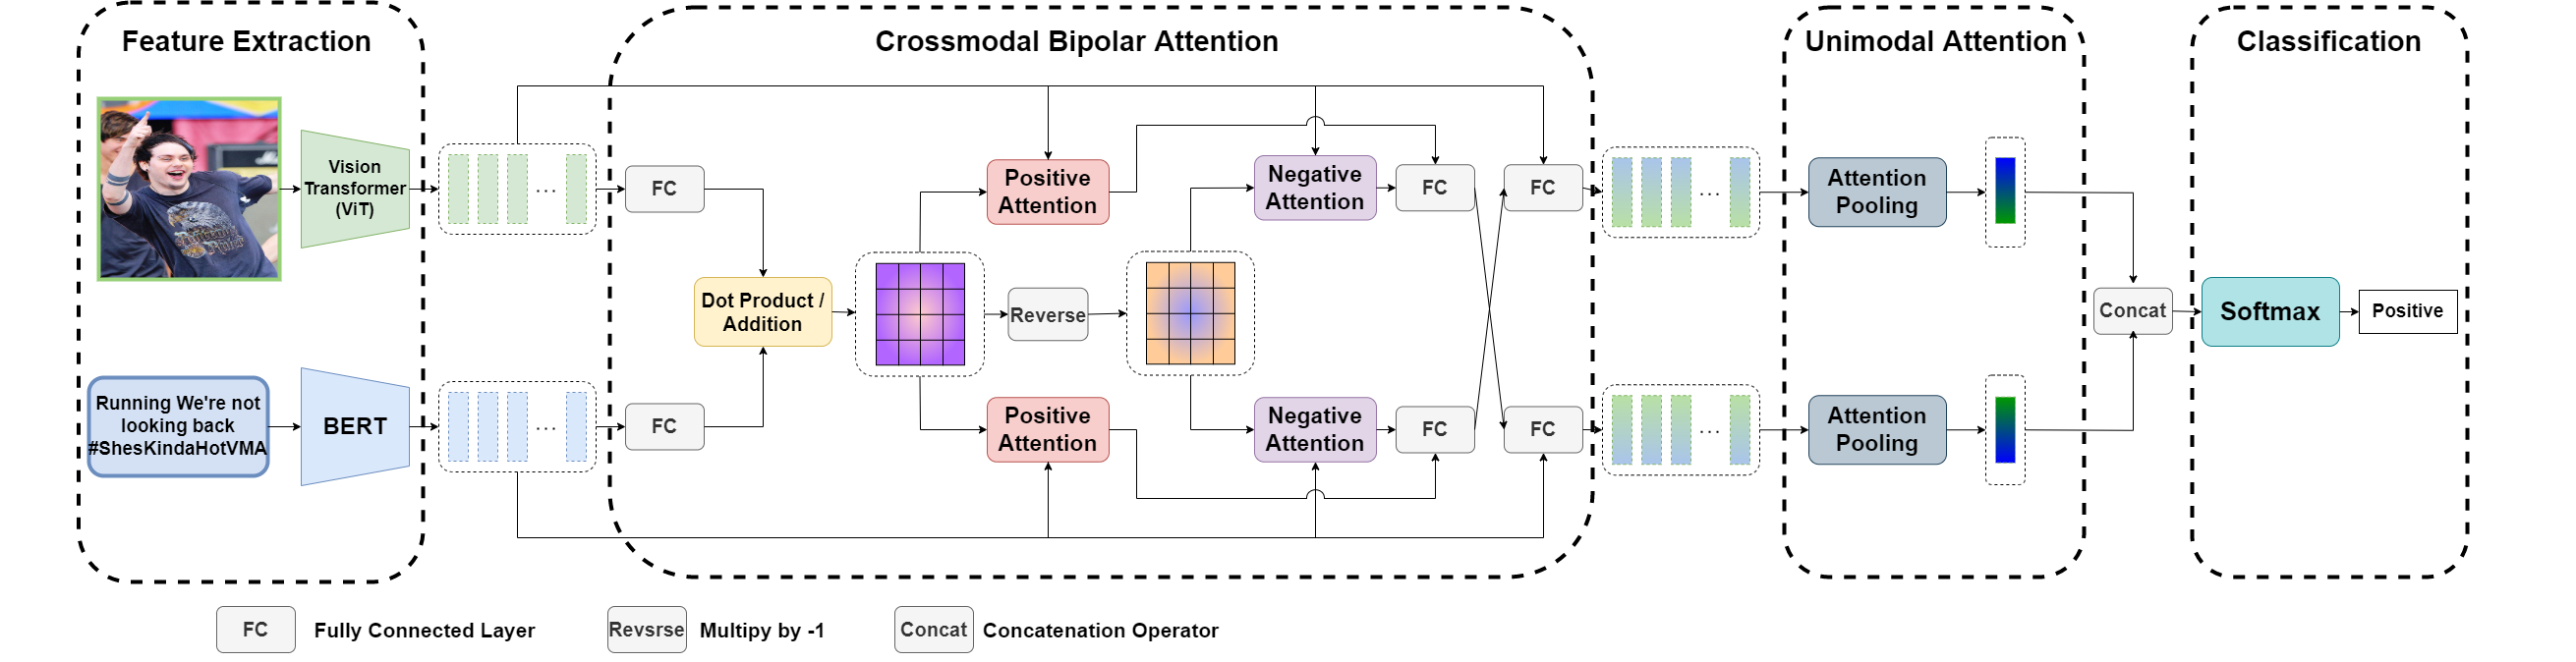 Feature Extraction
Crossmodal Bipolar Attention
Unimodal Attention
Classification
Vision
Transformer
(ViT)
...
FC
Positive
Attention
Negative
Attention
FC
FC
...
Attention
Pooling
Dot Product /
Addition
Reverse
Concat
Softmax
Positive
Running We're not
looking back
#ShesKindaHotVMA
BERT
...
FC
Positive
Attention
Negative
Attention
FC
FC
...
Attention
Pooling
FC
Fully Connected Layer
Revsrse
Multipy by -1
Concat
Concatenation Operator